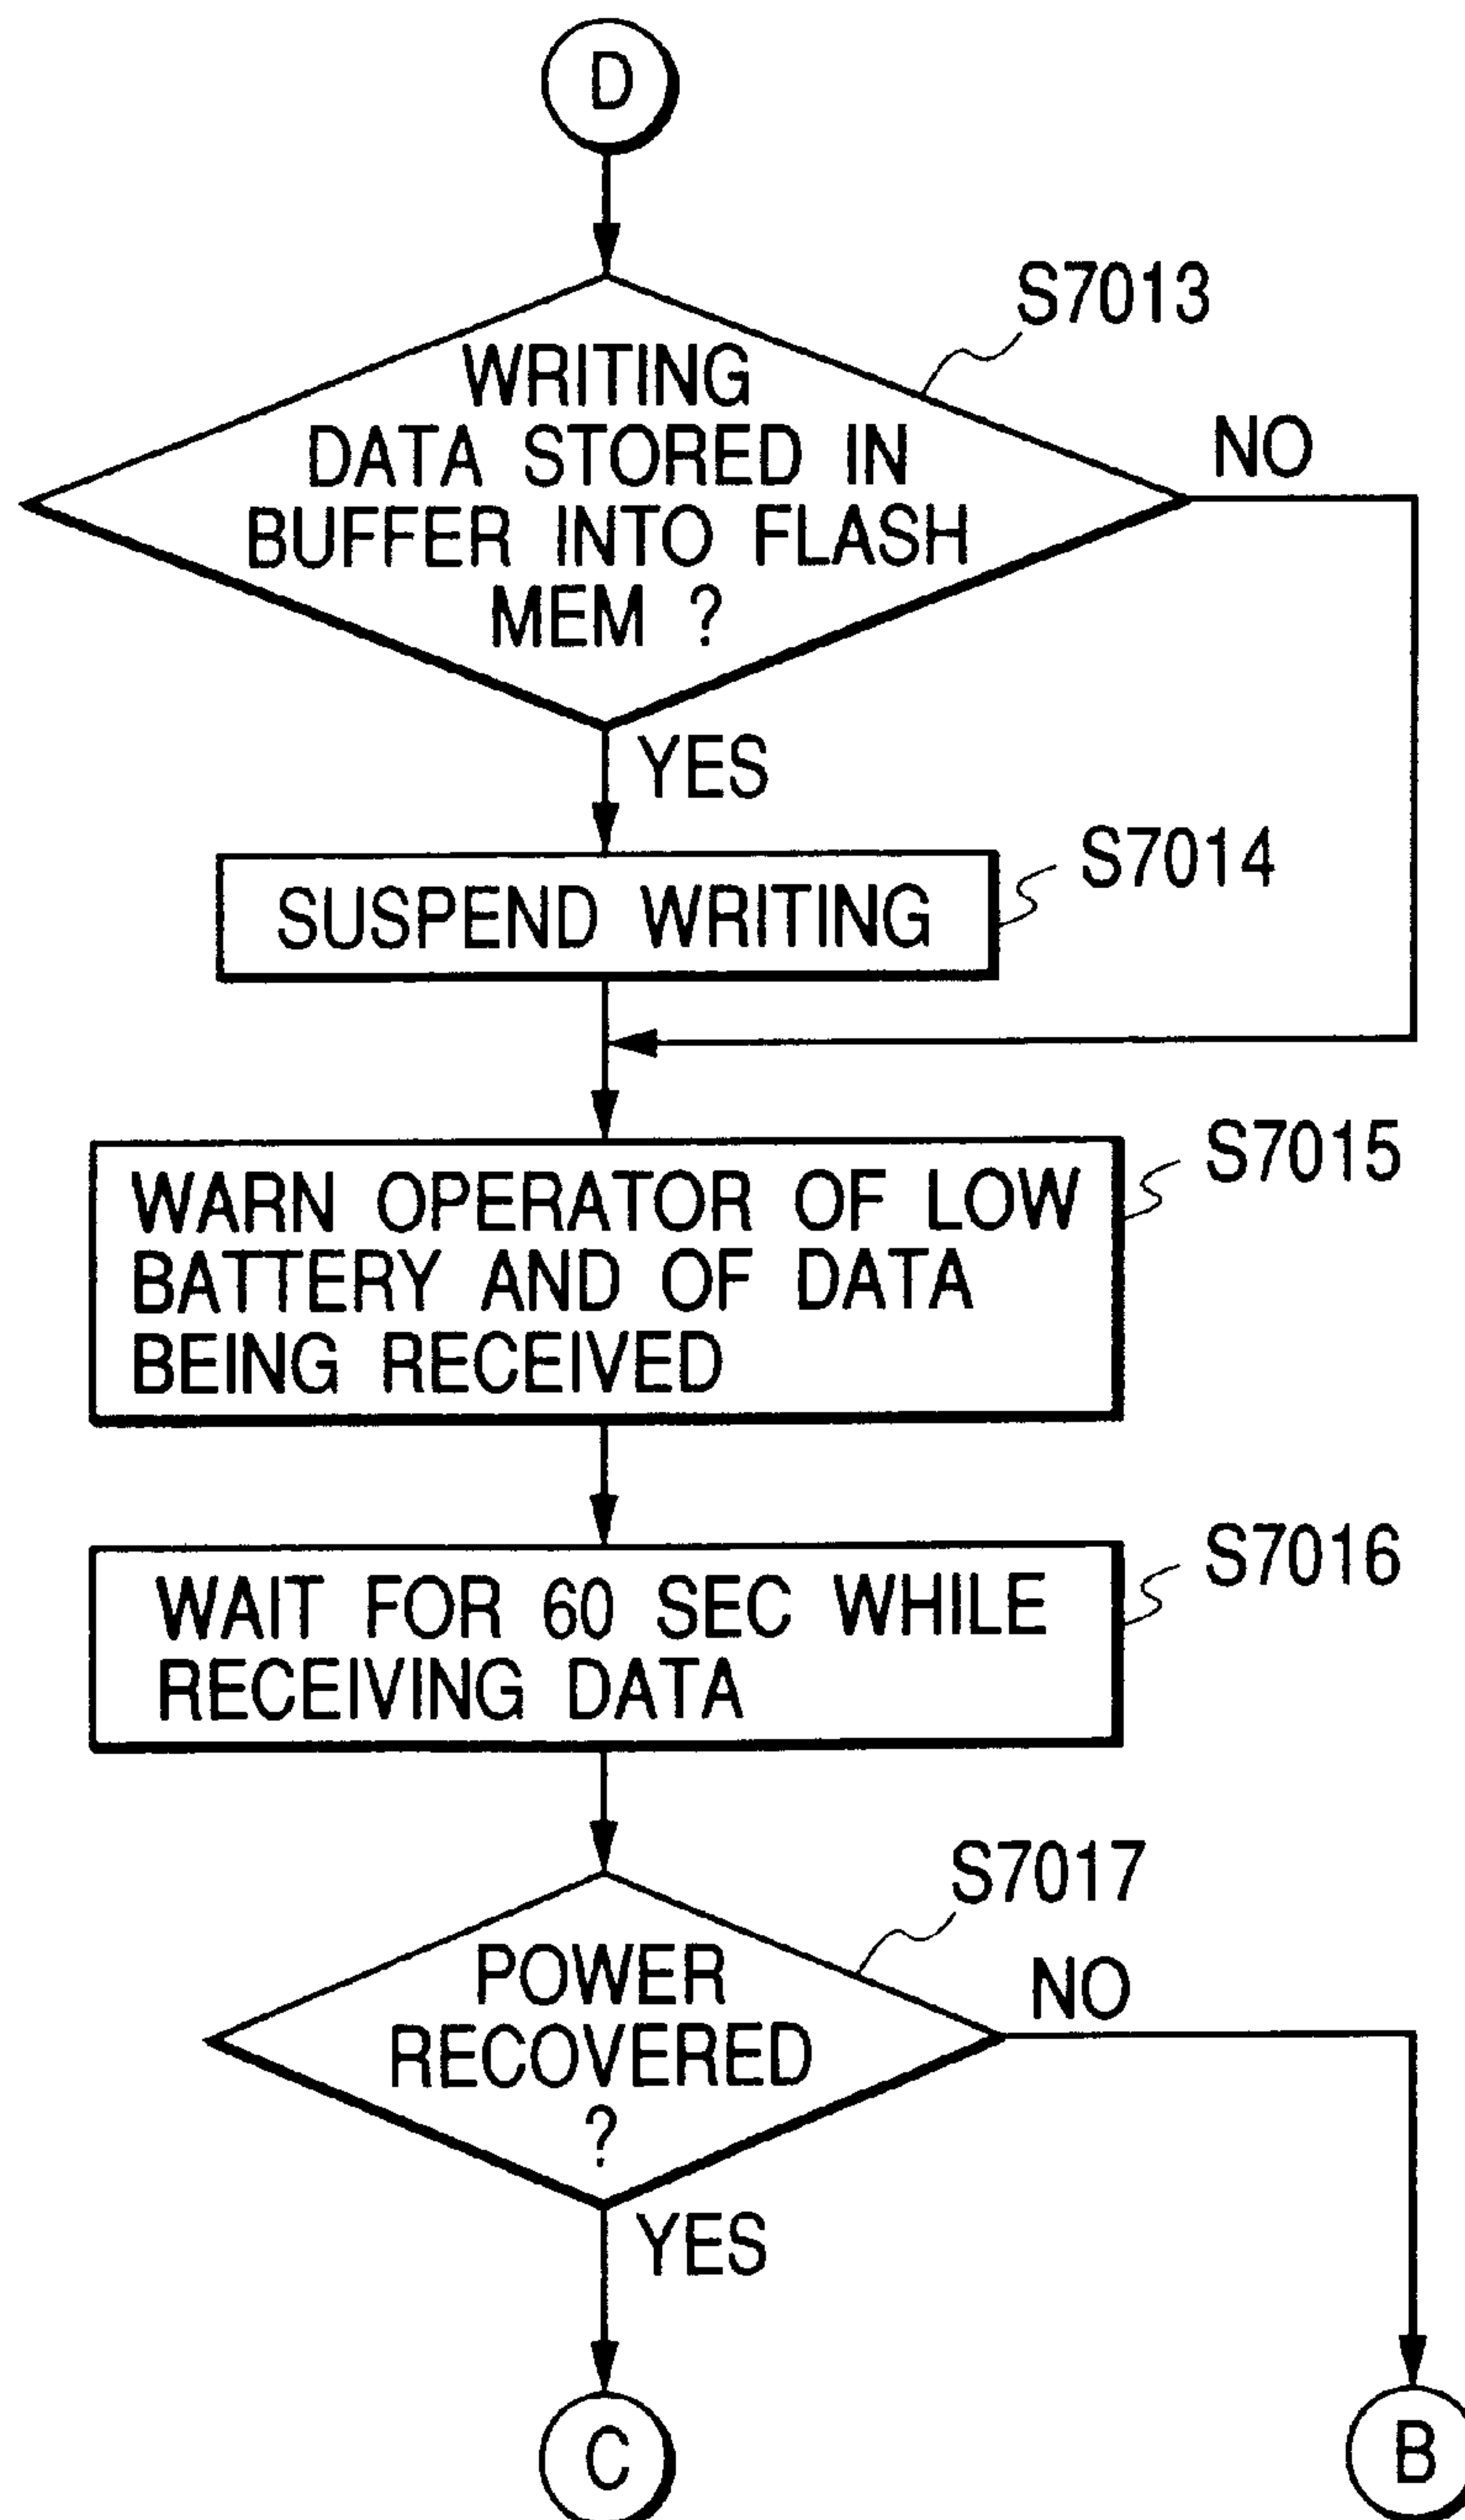 D
S7013
WRITING
DATA STORED IN
BUFFER INTO FLASH
MEM ?
NO
YES
S7014
SUSPEND WRITING
S7015
WARN OPERATOR OF LOW
BATTERY AND OF DATA
BEING RECEIVED
S7016
WAIT FOR 60 SEC WHILE
RECEIVING DATA
S7017
POWER
RECOVERED
?
NO
YES
C
B